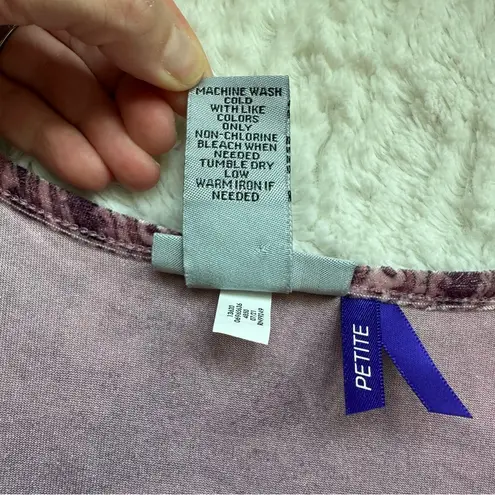 MACHINE WASH
COLD
WITH LIKE
COLORS
ONLY
NON-CHLORINE
BLEACH WHEN
NEEDED
TUMBLE DRY
LOW
WARM IRON IF
NEEDED
PETITE